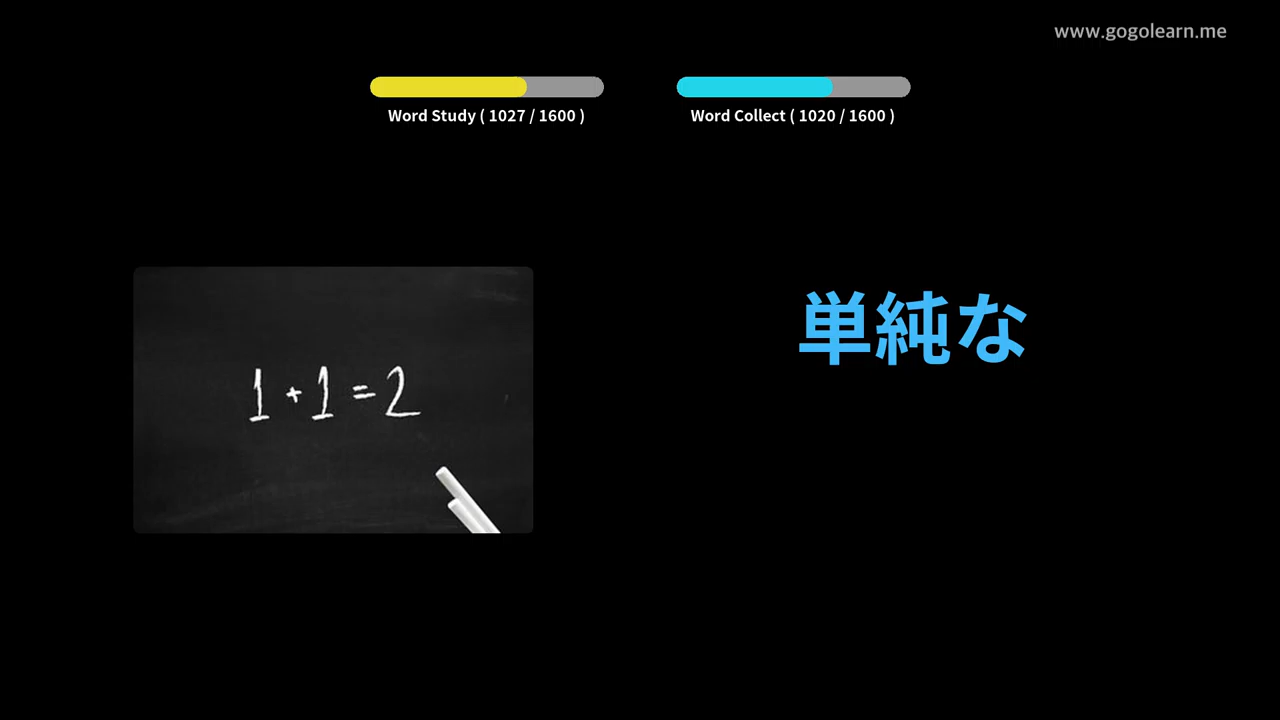 www.gogolearn.me
Word Study ( 1027 / 1600 )
Word Collect ( 1020 / 1600 )
単純な
1 + 1 = 2